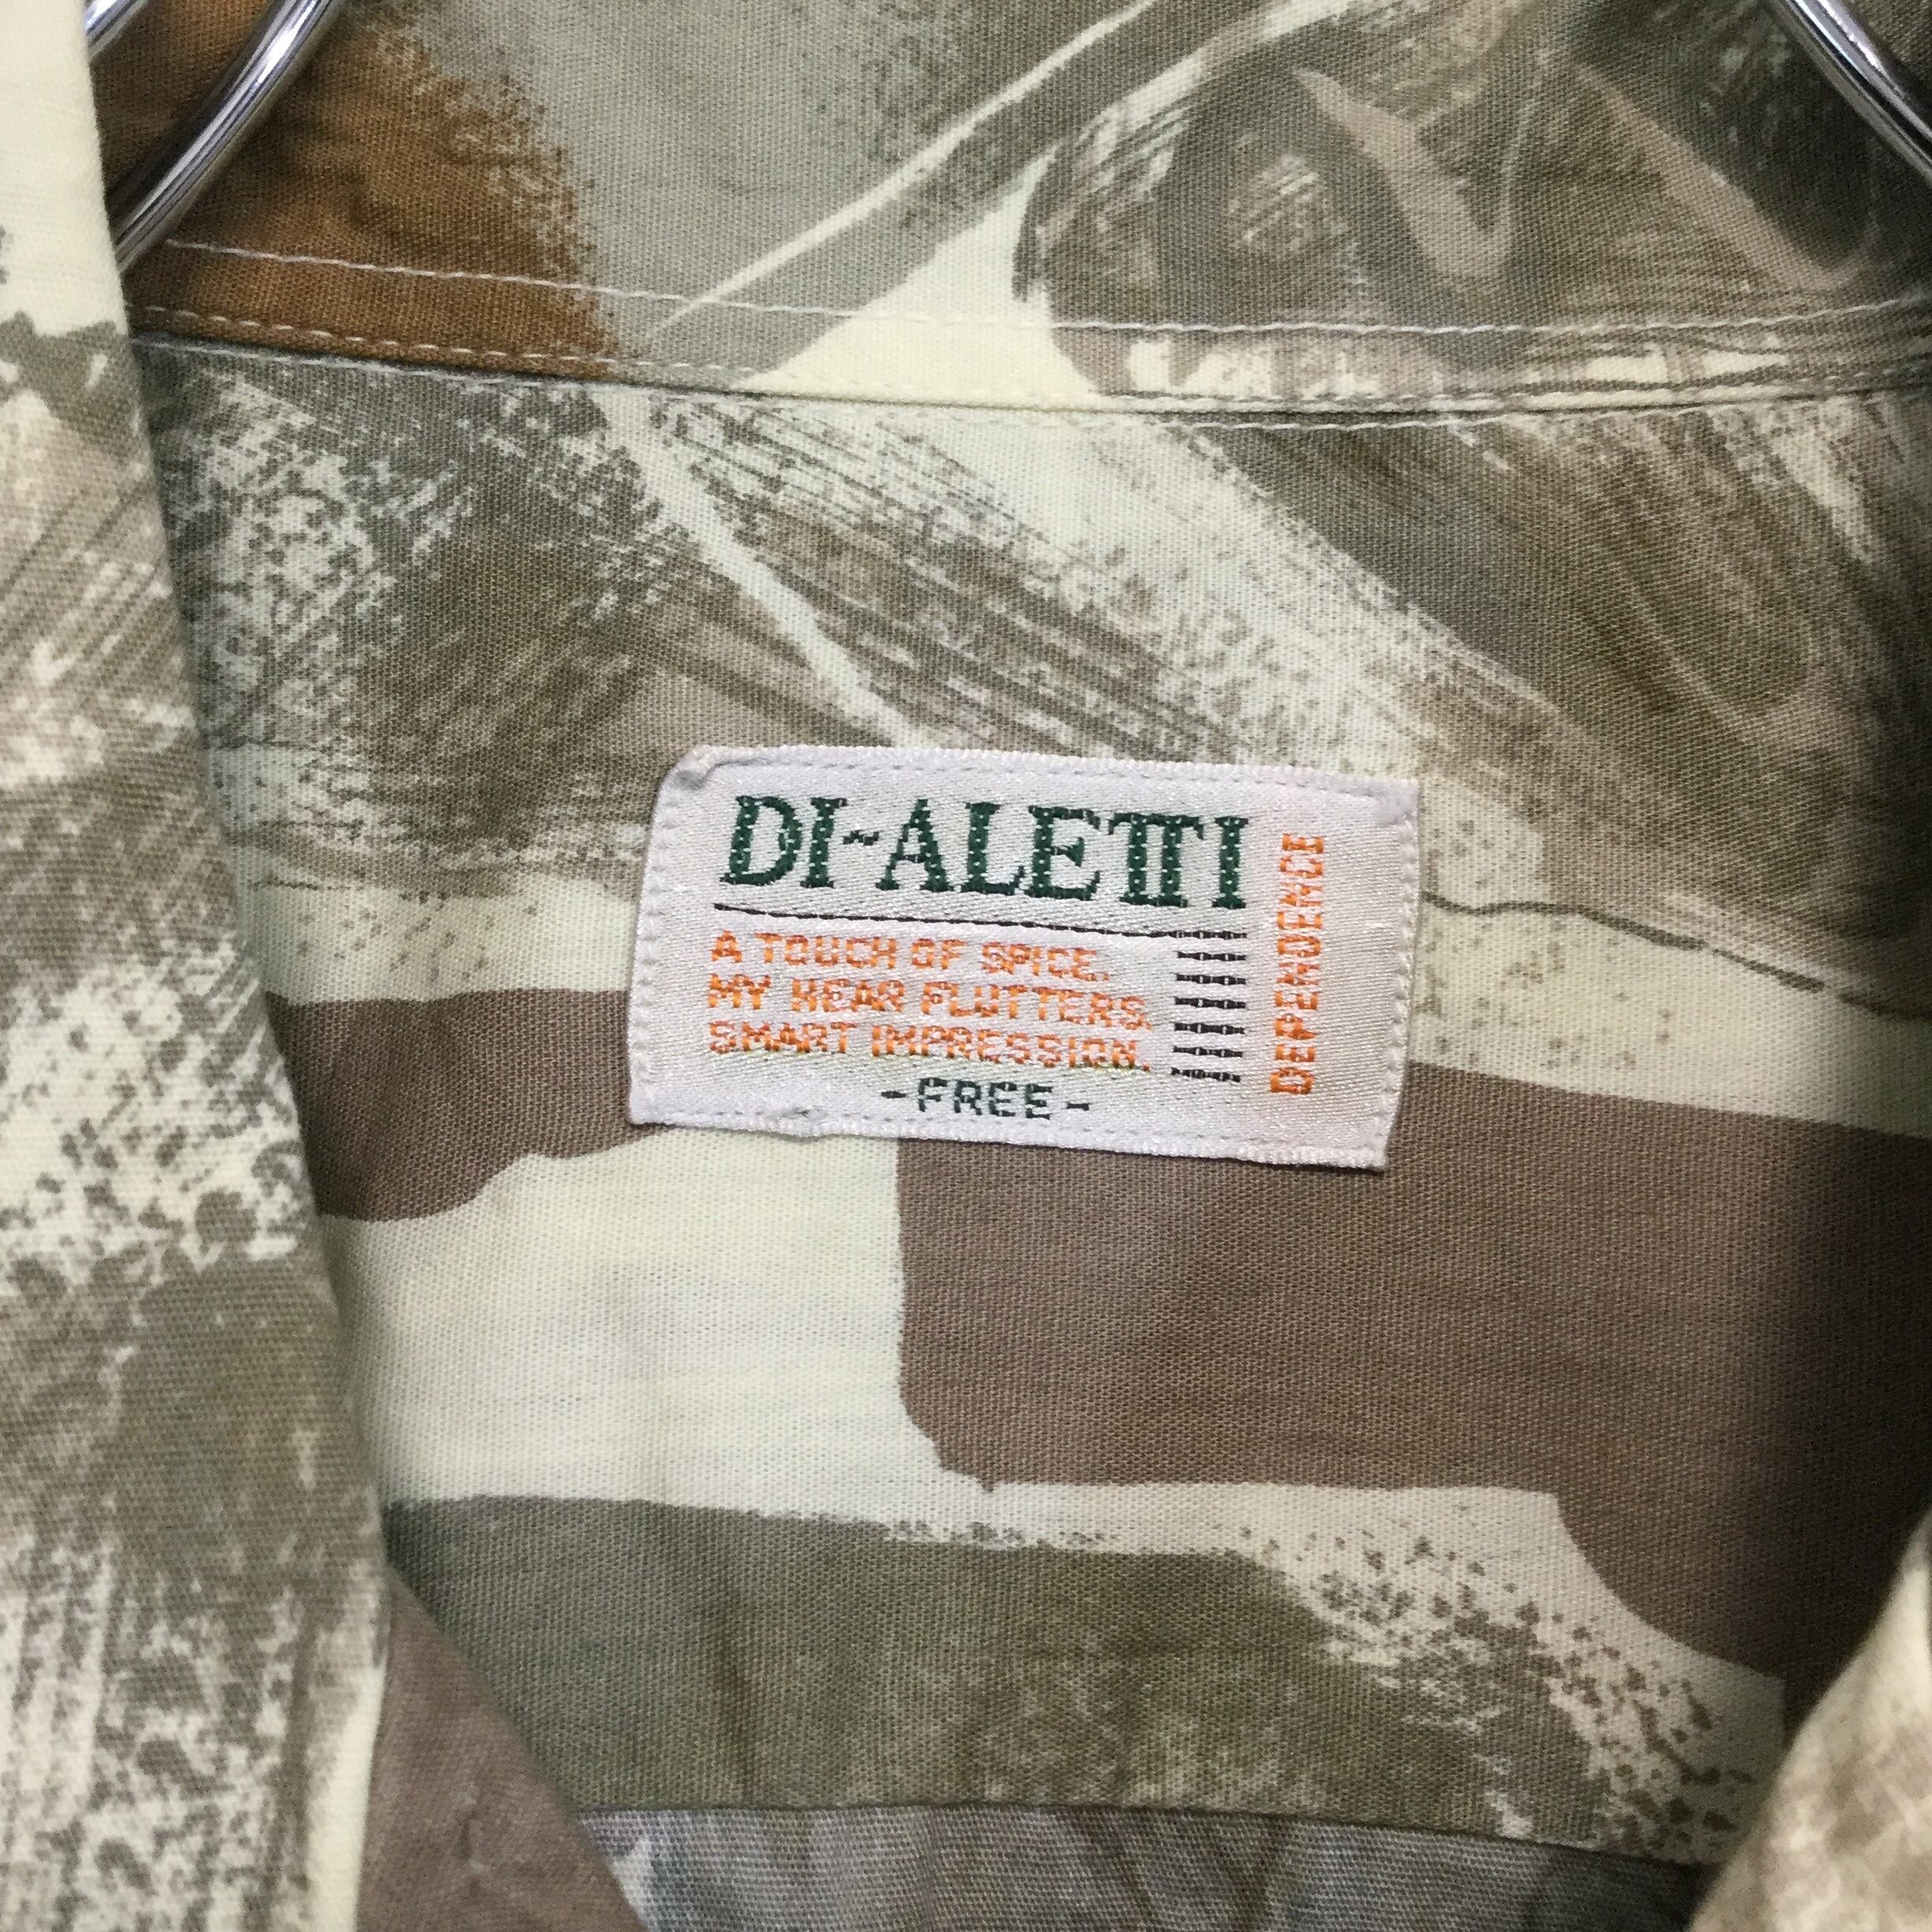 DI~ALETTI
A TOUCH OF SPICE.
MY HEAR FLUTTERS.
SMART IMPRESSION.
-FREE-
DEPENDENCE